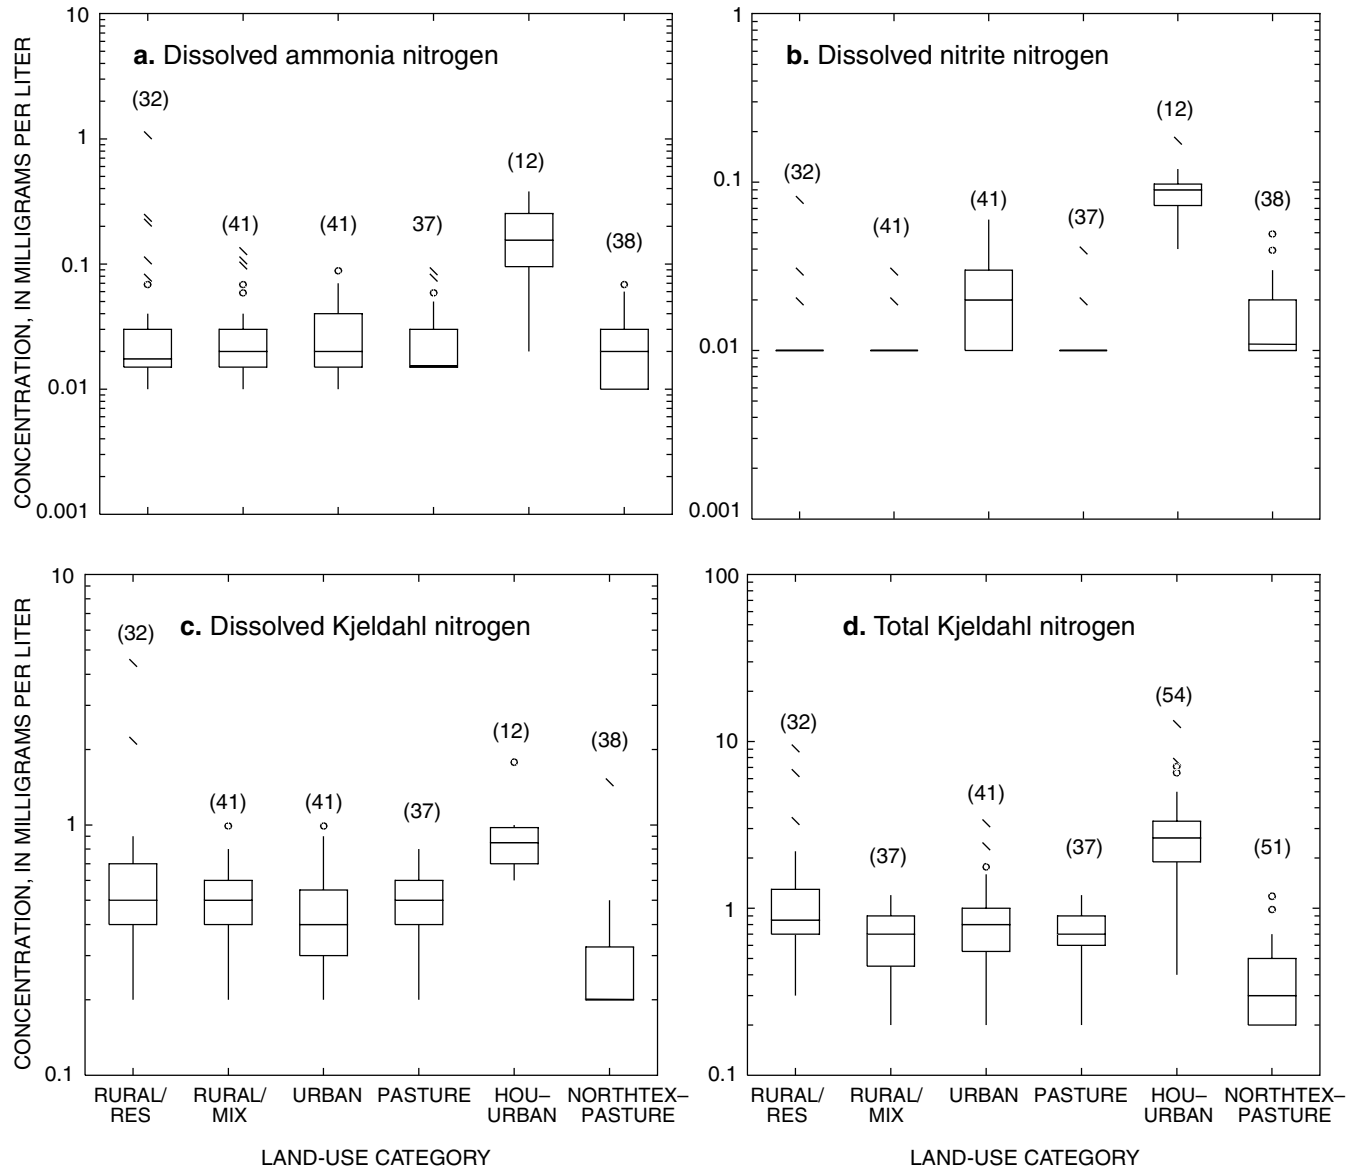 a. Dissolved ammonia nitrogen
CONCENTRATION, IN MILLIGRAMS PER LITER
10
1
0.1
0.01
0.001
(32)
(41)
(41)
37)
(12)
(38)
b. Dissolved nitrite nitrogen
1
0.1
0.01
0.001
(32)
(41)
(41)
(37)
(12)
(38)
c. Dissolved Kjeldahl nitrogen
CONCENTRATION, IN MILLIGRAMS PER LITER
10
1
0.1
(32)
(41)
(41)
(37)
(12)
(38)
RURAL/
RES
RURAL/
MIX
URBAN
PASTURE
HOU–
URBAN
NORTHTEX–
PASTURE
LAND-USE CATEGORY
d. Total Kjeldahl nitrogen
100
10
1
0.1
(32)
(37)
(41)
(37)
(54)
(51)
RURAL/
RES
RURAL/
MIX
URBAN
PASTURE
HOU–
URBAN
NORTHTEX–
PASTURE
LAND-USE CATEGORY